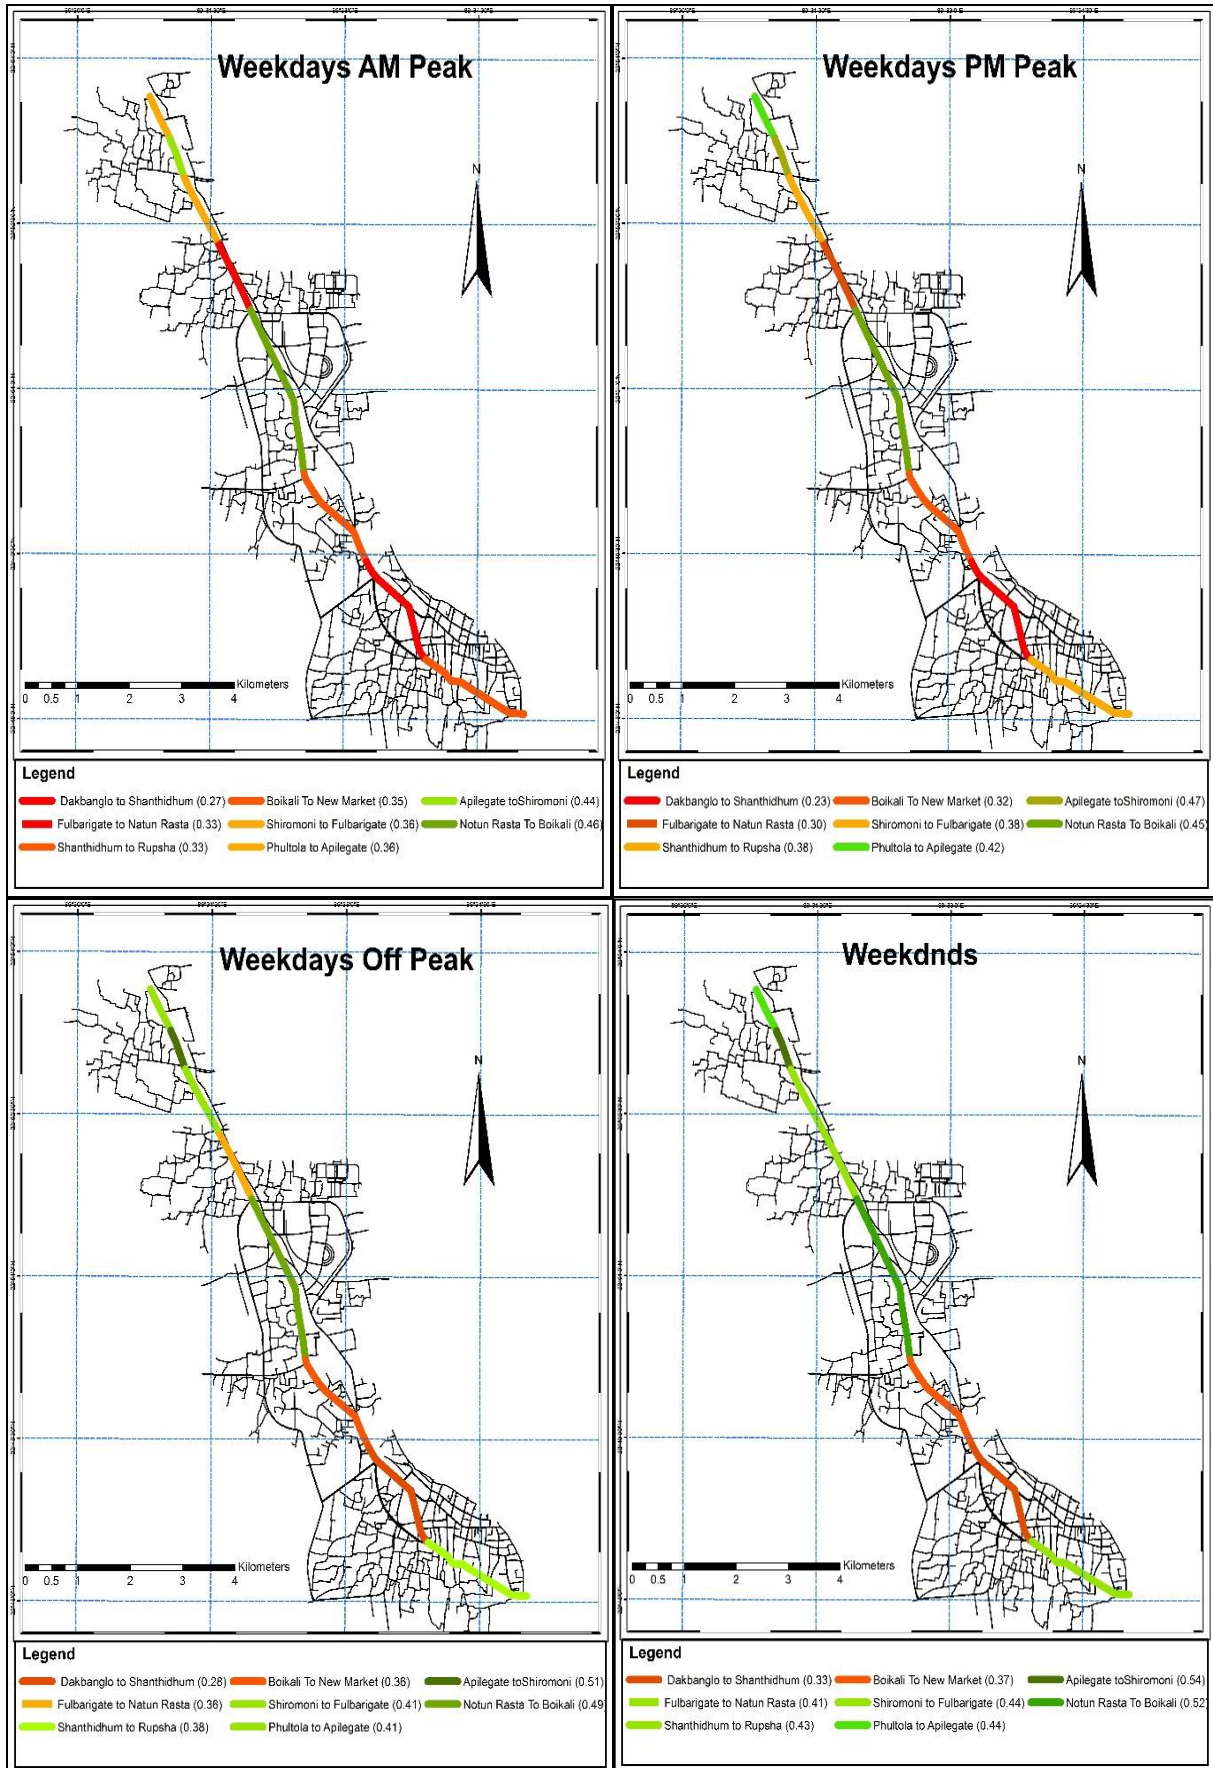 Weekdays AM Peak
N
Kilometers
0 0.5 1 2 3 4
Legend
Dakbanglo to Shanthidhum (0.27) Boikali To New Market (0.35) Apilegate toShiromoni (0.44)
Fulbarigate to Natun Rasta (0.33) Shiromoni to Fulbarigate (0.36) Notun Rasta To Boikali (0.46)
Shanthidhum to Rupsha (0.33) Phultola to Apilegate (0.36)
Weekdays PM Peak
N
Kilometers
0 0.5 1 2 3 4
Legend
Dakbanglo to Shanthidhum (0.23) Boikali To New Market (0.32) Apilegate toShiromoni (0.47)
Fulbarigate to Natun Rasta (0.30) Shiromoni to Fulbarigate (0.38) Notun Rasta To Boikali (0.45)
Shanthidhum to Rupsha (0.38) Phultola to Apilegate (0.42)
Weekdays Off Peak
N
Kilometers
0 0.5 1 2 3 4
Legend
Dakbanglo to Shanthidhum (0.28) Boikali To New Market (0.36) Apilegate toShiromoni (0.51)
Fulbarigate to Natun Rasta (0.36) Shiromoni to Fulbarigate (0.41) Notun Rasta To Boikali (0.49)
Shanthidhum to Rupsha (0.38) Phultola to Apilegate (0.41)
Weekdnds
N
Kilometers
0 0.5 1 2 3 4
Legend
Dakbanglo to Shanthidhum (0.33) Boikali To New Market (0.37) Apilegate toShiromoni (0.54)
Fulbarigate to Natun Rasta (0.41) Shiromoni to Fulbarigate (0.44) Notun Rasta To Boikali (0.52)
Shanthidhum to Rupsha (0.43) Phultola to Apilegate (0.44)